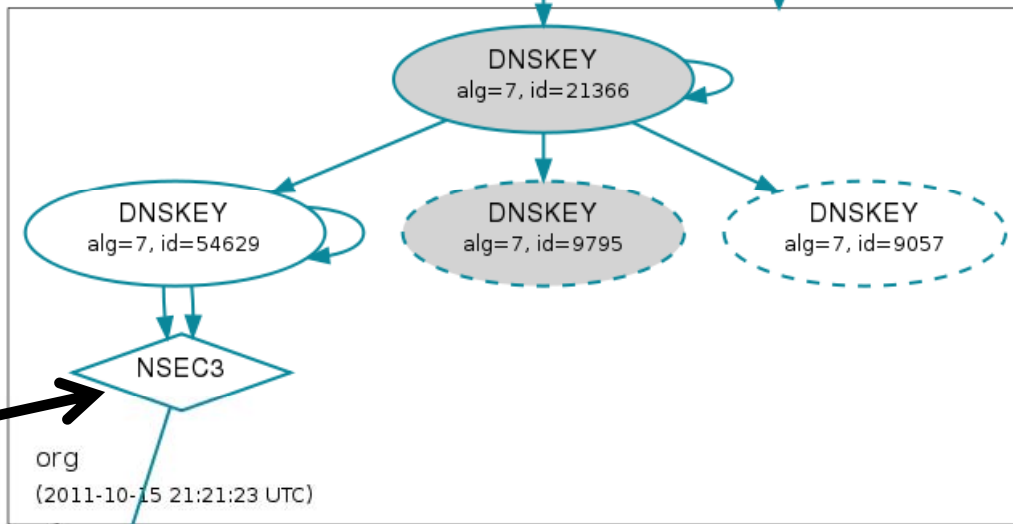 DNSKEY
alg=7, id=21366
DNSKEY
alg=7, id=54629
DNSKEY
alg=7, id=9795
DNSKEY
alg=7, id=9057
NSEC3
org
(2011-10-15 21:21:23 UTC)